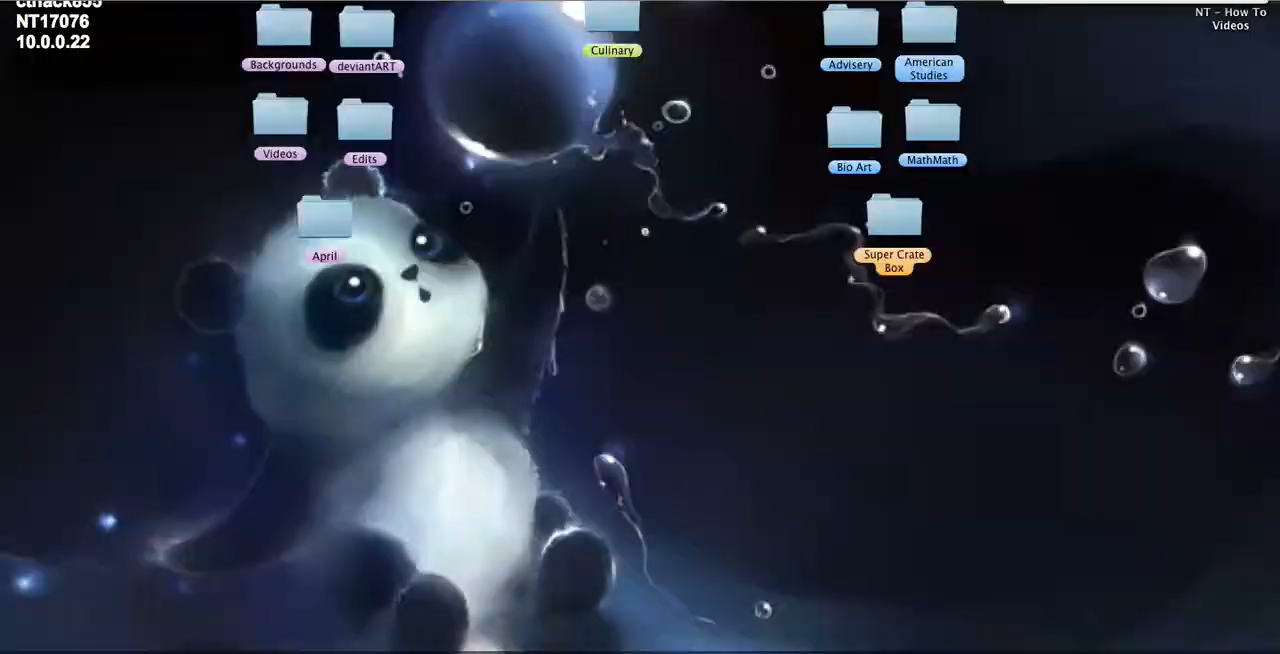 NT17076
10.0.0.22
Backgrounds
deviantART
Culinary
Advisery
American
Studies
NT - How To
Videos
Videos
Edits
Bio Art
MathMath
April
Super Crate
Box